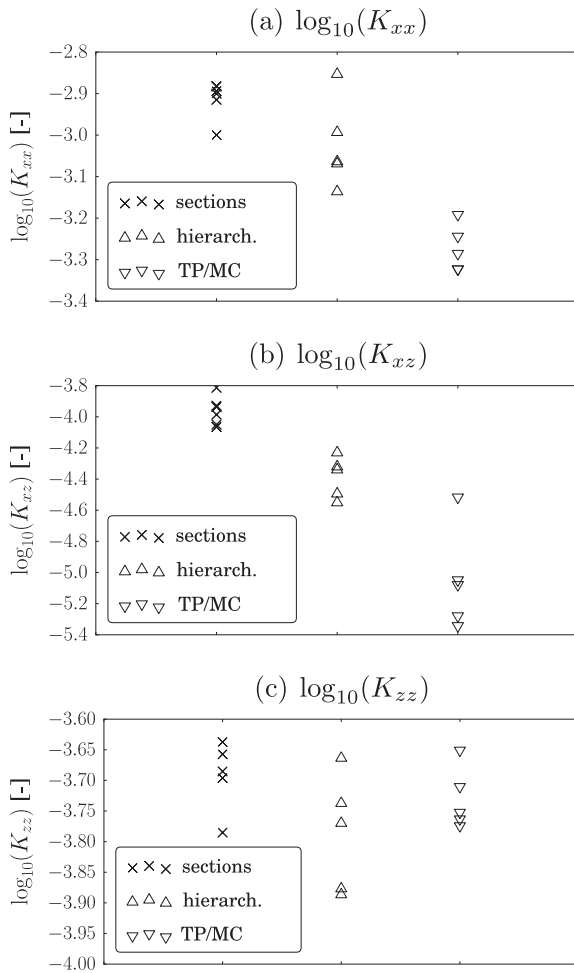 (a) log10(Kxx)
−2.8
−2.9
−3.0
−3.1
−3.2
−3.3
−3.4
log10(Kxx) [-]
sections
hierarch.
TP/MC
(b) log10(Kxz)
−3.8
−4.0
−4.2
−4.4
−4.6
−4.8
−5.0
−5.2
−5.4
log10(Kxz) [-]
sections
hierarch.
TP/MC
(c) log10(Kzz)
−3.60
−3.65
−3.70
−3.75
−3.80
−3.85
−3.90
−3.95
−4.00
log10(Kzz) [-]
sections
hierarch.
TP/MC